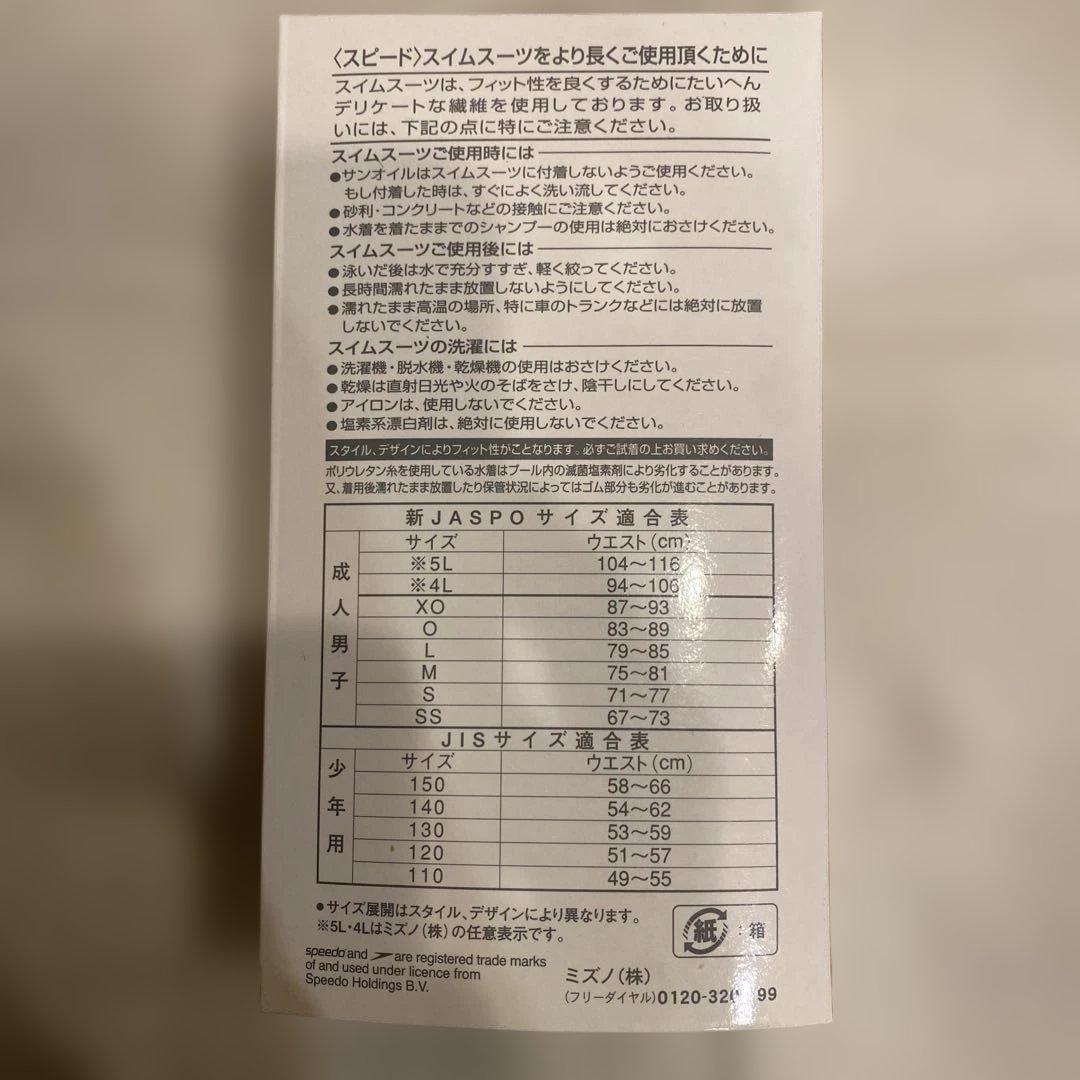 〈スピード〉スイムスーツをより長くご使用頂くために
スイムスーツは、フィット性を良くするためにたいへん
デリケートな繊維を使用しております。お取り扱
いには、下記の点に特にご注意ください。
スイムスーツご使用時には
●サンオイルはスイムスーツに付着しないようご使用ください。
もし付着した時は、すぐによく洗い流してください。
●砂利・コンクリートなどの接触にご注意ください。
●水着を着たままでのシャンプーの使用は絶対におさけください。
スイムスーツご使用後には
●泳いだ後は水で充分すすぎ、軽く絞ってください。
●長時間濡れたまま放置しないようにしてください。
●濡れたまま高温の場所、特に車のトランクなどには絶対に放置
しないでください。
スイムスーツの洗濯には
●洗濯機・脱水機・乾燥機の使用はおさけください。
●乾燥は直射日光や火のそばをさけ、陰干しにしてください。
●アイロンは、使用しないでください。
●塩素系漂白剤は、絶対に使用しないでください。
スタイル、デザインによりフィット性がことなります。必ずご試着の上お買い求めください。
ポリウレタン糸を使用している水着はプール内の滅菌塩素剤により劣化することがあります。
又、着用後濡れたまま放置したり保管状況によってはゴム部分も劣化が進むことがあります。
新JASPOサイズ適合表
成人男子
サイズ ウエスト(cm)
※5L 104〜116
※4L 94〜106
XO 87〜93
O 83〜89
L 79〜85
M 75〜81
S 71〜77
SS 67〜73
JISサイズ適合表
少年用
サイズ ウエスト(cm)
150 58〜66
140 54〜62
130 53〜59
120 51〜57
110 49〜55
●サイズ展開はスタイル、デザインにより異なります。
※5L・4Lはミズノ(株)の任意表示です。
紙 :箱
speedo and are registered trade marks
of and used under licence from
Speedo Holdings B.V.
ミズノ(株)
(フリーダイヤル)